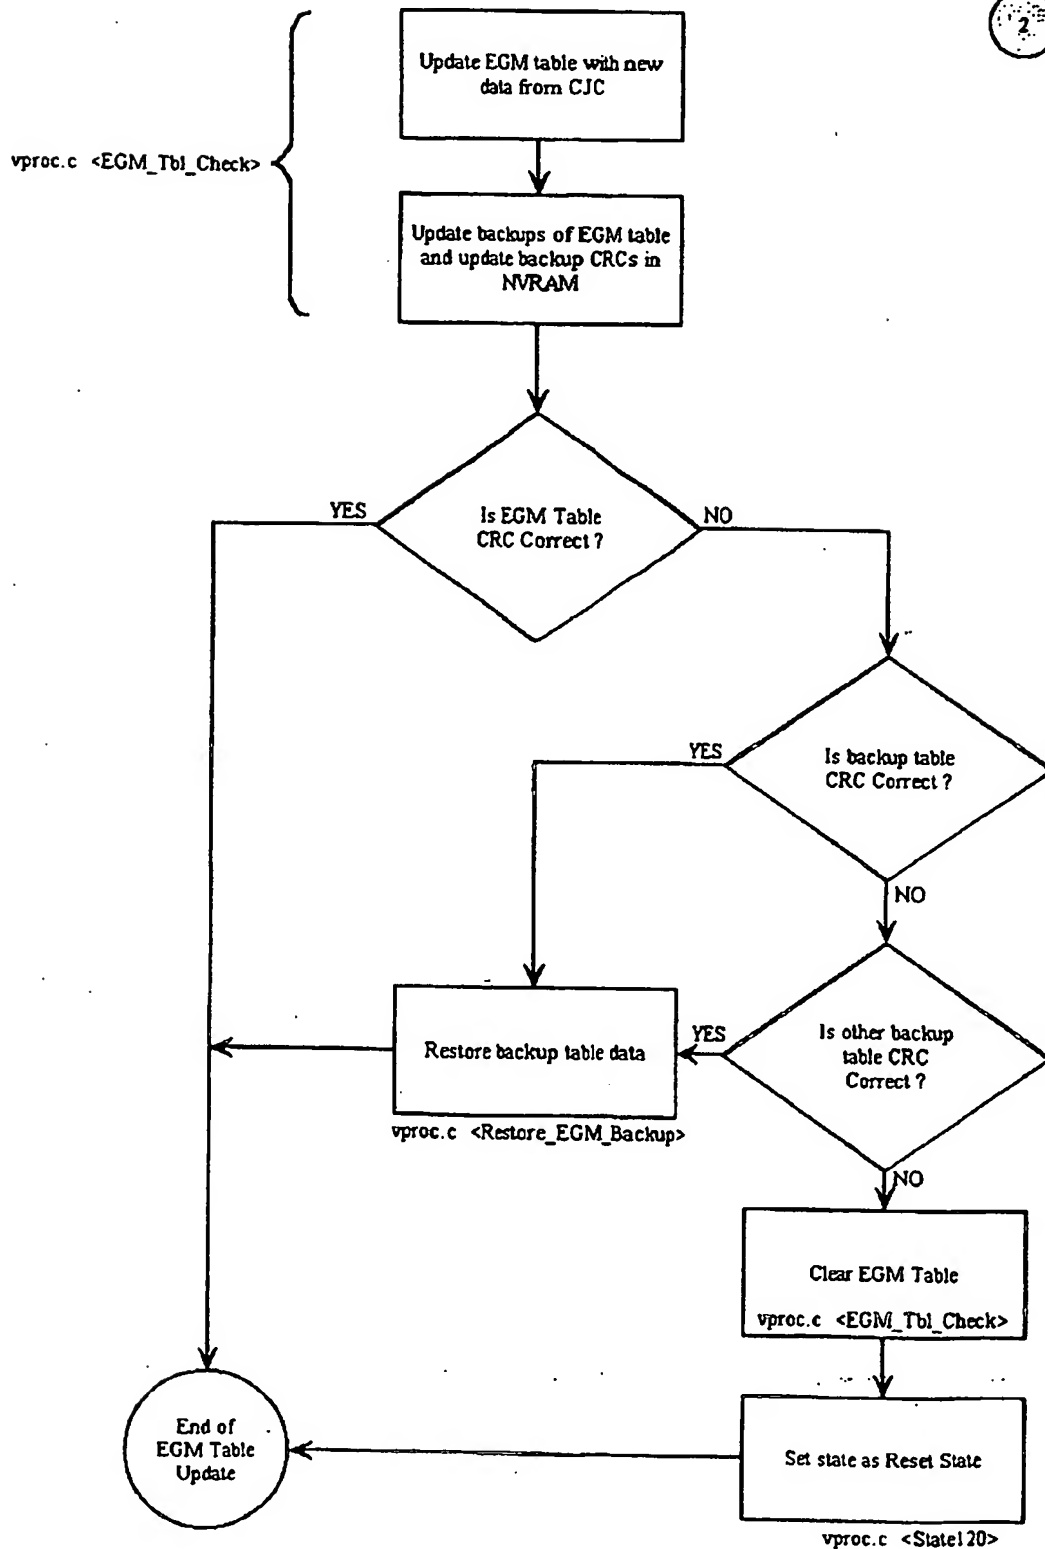 2
Update EGM table with new
data from CJC
vproc.c <EGM_Tbl_Check>
Update backups of EGM table
and update backup CRCs in
NVRAM
Is EGM Table
CRC Correct ?
YES
NO
Is backup table
CRC Correct ?
YES
NO
Is other backup
table CRC
Correct ?
YES
NO
Restore backup table data
vproc.c <Restore_EGM_Backup>
Clear EGM Table
vproc.c <EGM_Tbl_Check>
Set state as Reset State
vproc.c <State120>
End of
EGM Table
Update